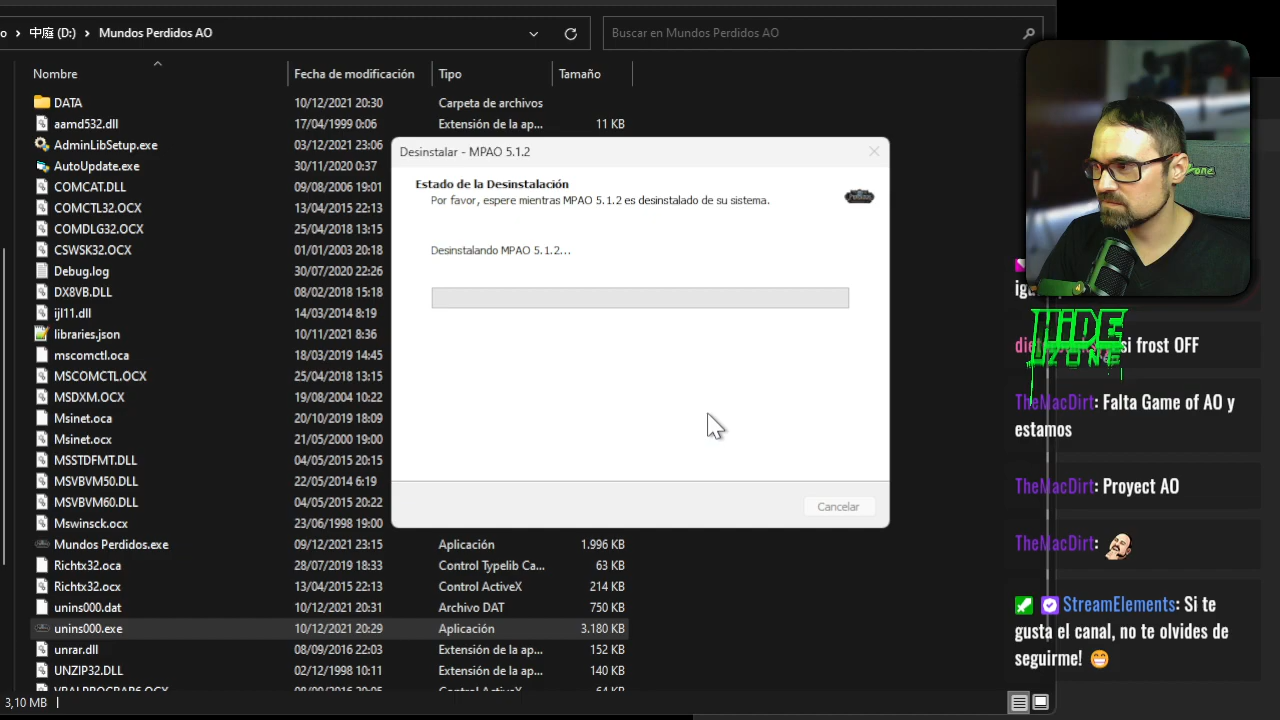 o > 中庭 (D:) > Mundos Perdidos AO
Buscar en Mundos Perdidos AO
Nombre Fecha de modificación Tipo Tamaño
DATA 10/12/2021 20:30 Carpeta de archivos
aamd532.dll 17/04/1999 0:06 Extensión de la ap... 11 KB
AdminLibSetup.exe 03/12/2021 23:06
AutoUpdate.exe 30/11/2020 0:37
COMCAT.DLL 09/08/2006 19:01
COMCTL32.OCX 13/04/2015 22:13
COMDLG32.OCX 25/04/2018 13:15
CSWSK32.OCX 01/01/2003 20:18
Debug.log 30/07/2020 22:26
DX8VB.DLL 08/02/2018 15:18
ijl11.dll 14/03/2014 8:19
libraries.json 10/11/2021 8:36
mscomctl.oca 18/03/2019 14:45
MSCOMCTL.OCX 25/04/2018 13:15
MSDXM.OCX 19/08/2004 10:22
Msinet.oca 20/10/2019 18:09
Msinet.ocx 21/05/2000 19:00
MSSTDFMT.DLL 04/05/2015 20:15
MSVBVM50.DLL 22/05/2014 6:19
MSVBVM60.DLL 04/05/2015 20:22
Mswinsck.ocx 23/06/1998 19:00
Mundos Perdidos.exe 09/12/2021 23:15 Aplicación 1.996 KB
Richtx32.oca 28/07/2019 18:33 Control Typelib Ca... 63 KB
Richtx32.ocx 13/04/2015 22:13 Control ActiveX 214 KB
unins000.dat 10/12/2021 20:31 Archivo DAT 750 KB
unins000.exe 10/12/2021 20:29 Aplicación 3.180 KB
unrar.dll 08/09/2016 22:05 Extensión de la ap... 152 KB
UNZIP32.DLL 02/12/1998 10:11 Extensión de la ap... 140 KB
3,10 MB
Desinstalar - MPAO 5.1.2
Estado de la Desinstalación
Por favor, espere mientras MPAO 5.1.2 es desinstalado de su sistema.
Desinstalando MPAO 5.1.2...
Cancelar
HiDE
UZONE
si frost OFF
TheMacDirt: Falta Game of AO y
estamos
TheMacDirt: Proyect AO
TheMacDirt:
StreamElements: Si te
gusta el canal, no te olvides de
seguirme!